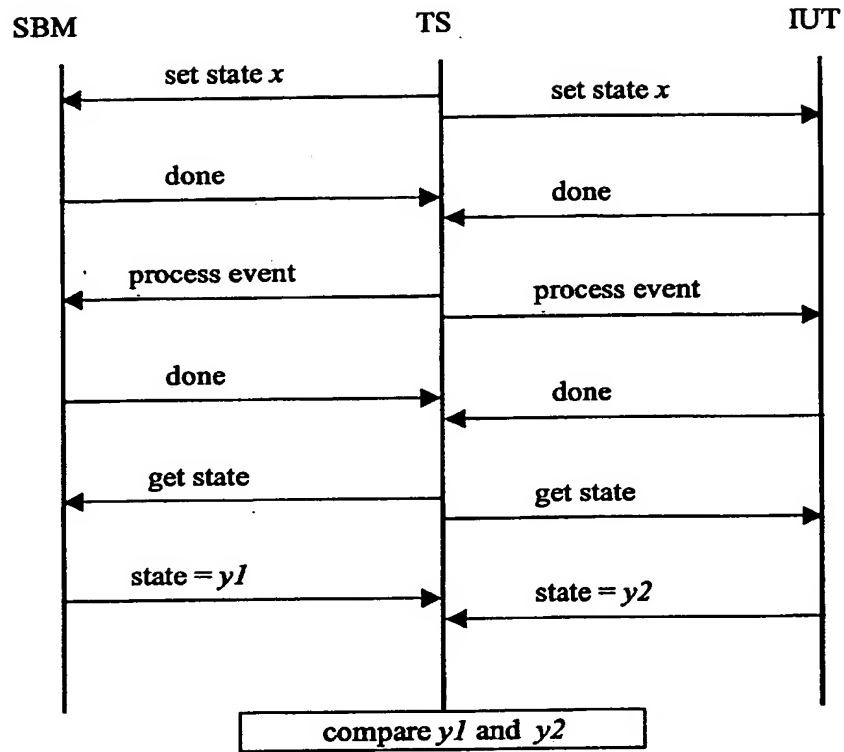 SBM TS IUT
set state x
set state x
done
done
process event
process event
done
done
get state
get state
state = y1
state = y2
compare y1 and y2